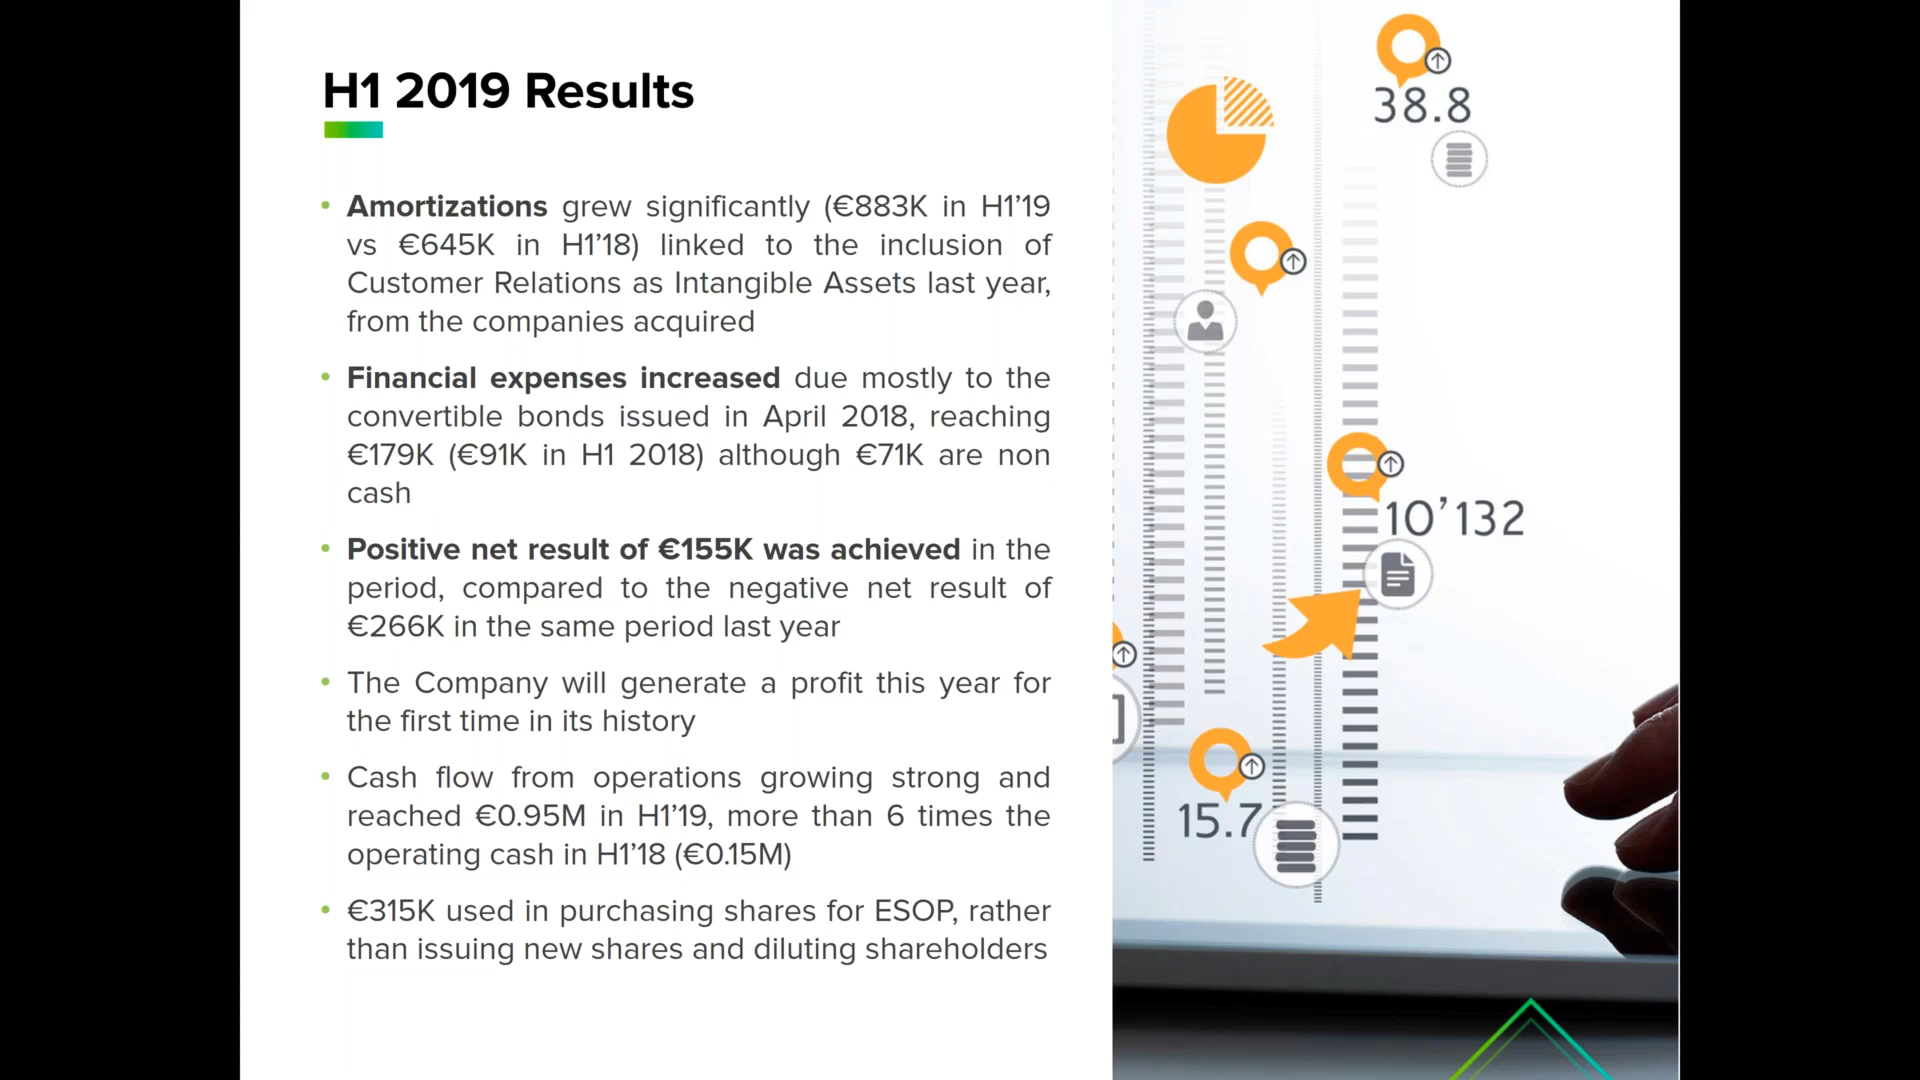 H1 2019 Results
• Amortizations grew significantly (€883K in H1’19
vs €645K in H1’18) linked to the inclusion of
Customer Relations as Intangible Assets last year,
from the companies acquired
• Financial expenses increased due mostly to the
convertible bonds issued in April 2018, reaching
€179K (€91K in H1 2018) although €71K are non
cash
• Positive net result of €155K was achieved in the
period, compared to the negative net result of
€266K in the same period last year
• The Company will generate a profit this year for
the first time in its history
• Cash flow from operations growing strong and
reached €0.95M in H1’19, more than 6 times the
operating cash in H1’18 (€0.15M)
• €315K used in purchasing shares for ESOP, rather
than issuing new shares and diluting shareholders
38.8
10’132
15.7